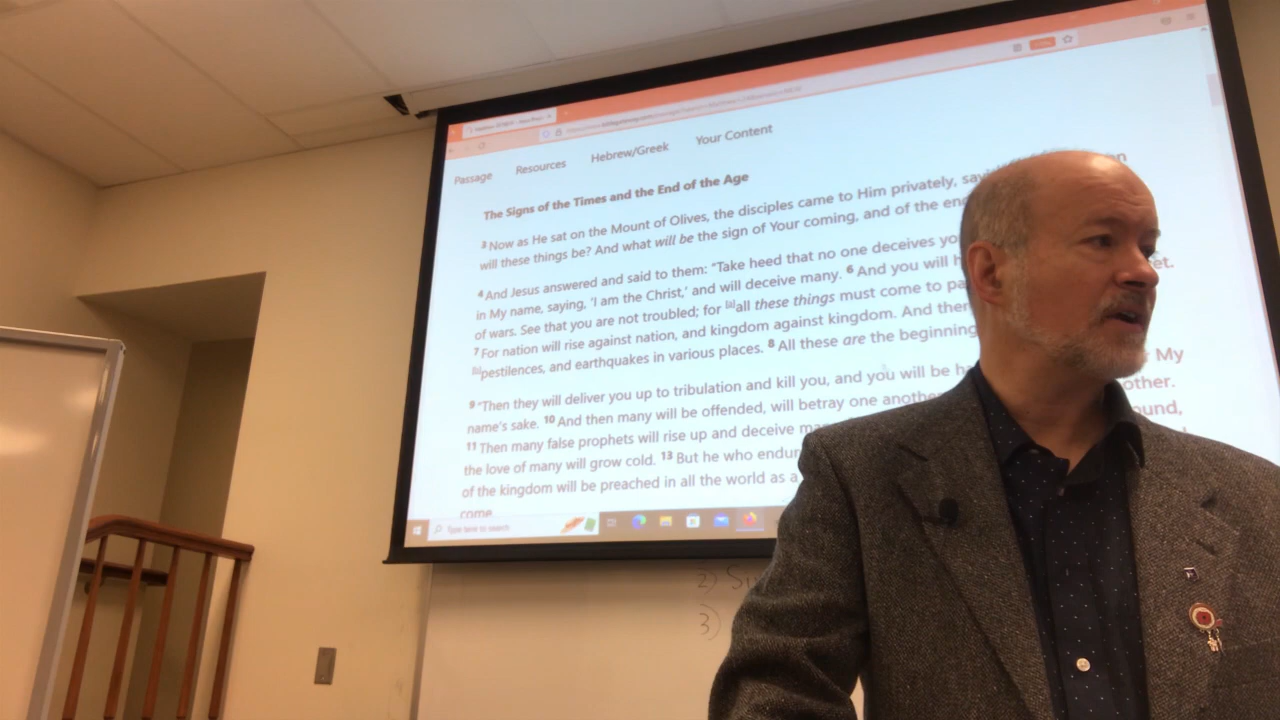 Passage Resources Hebrew/Greek Your Content
The Signs of the Times and the End of the Age
3 Now as He sat on the Mount of Olives, the disciples came to Him privately,
will these things be? And what will be the sign of Your coming, and of the
4 And Jesus answered and said to them: “Take heed that no one deceives
in My name, saying, ‘I am the Christ,’ and will deceive many. 6 And you will
of wars. See that you are not troubled; for [a]all these things must come to
7 For nation will rise against nation, and kingdom against kingdom. And
pestilences, and earthquakes in various places. 8 All these are the beginning
9 “Then they will deliver you up to tribulation and kill you, and you will be My
name's sake. 10 And then many will be offended, will betray one
11 Then many false prophets will rise up and deceive
the love of many will grow cold. 13 But he who
of the kingdom will be preached in all the world as a
come
Type here to search
2)
3)